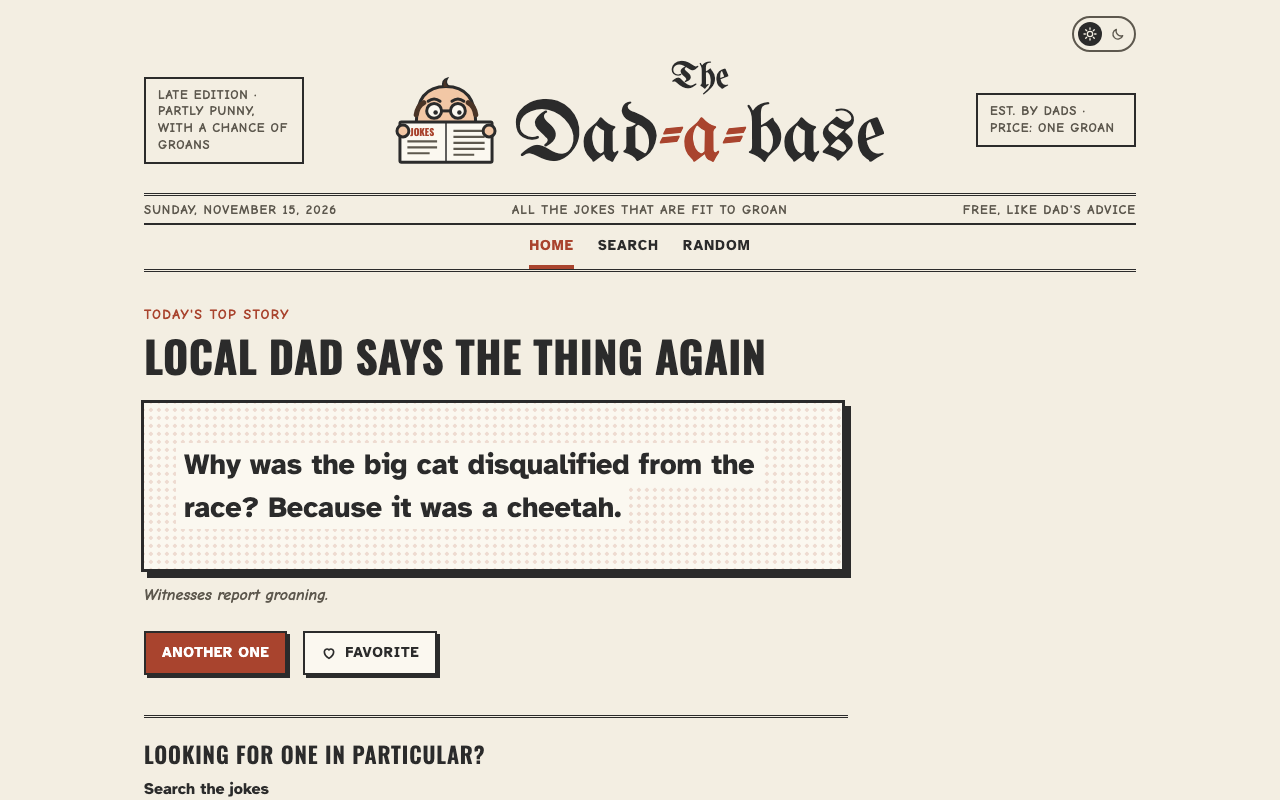 LATE EDITION ·
PARTLY PUNNY,
WITH A CHANCE OF
GROANS
JOKES
The
Dad-a-base
EST. BY DADS ·
PRICE: ONE GROAN
SUNDAY, NOVEMBER 15, 2026
ALL THE JOKES THAT ARE FIT TO GROAN
FREE, LIKE DAD'S ADVICE
HOME SEARCH RANDOM
TODAY'S TOP STORY
LOCAL DAD SAYS THE THING AGAIN
Why was the big cat disqualified from the
race? Because it was a cheetah.
Witnesses report groaning.
ANOTHER ONE
FAVORITE
LOOKING FOR ONE IN PARTICULAR?
Search the jokes